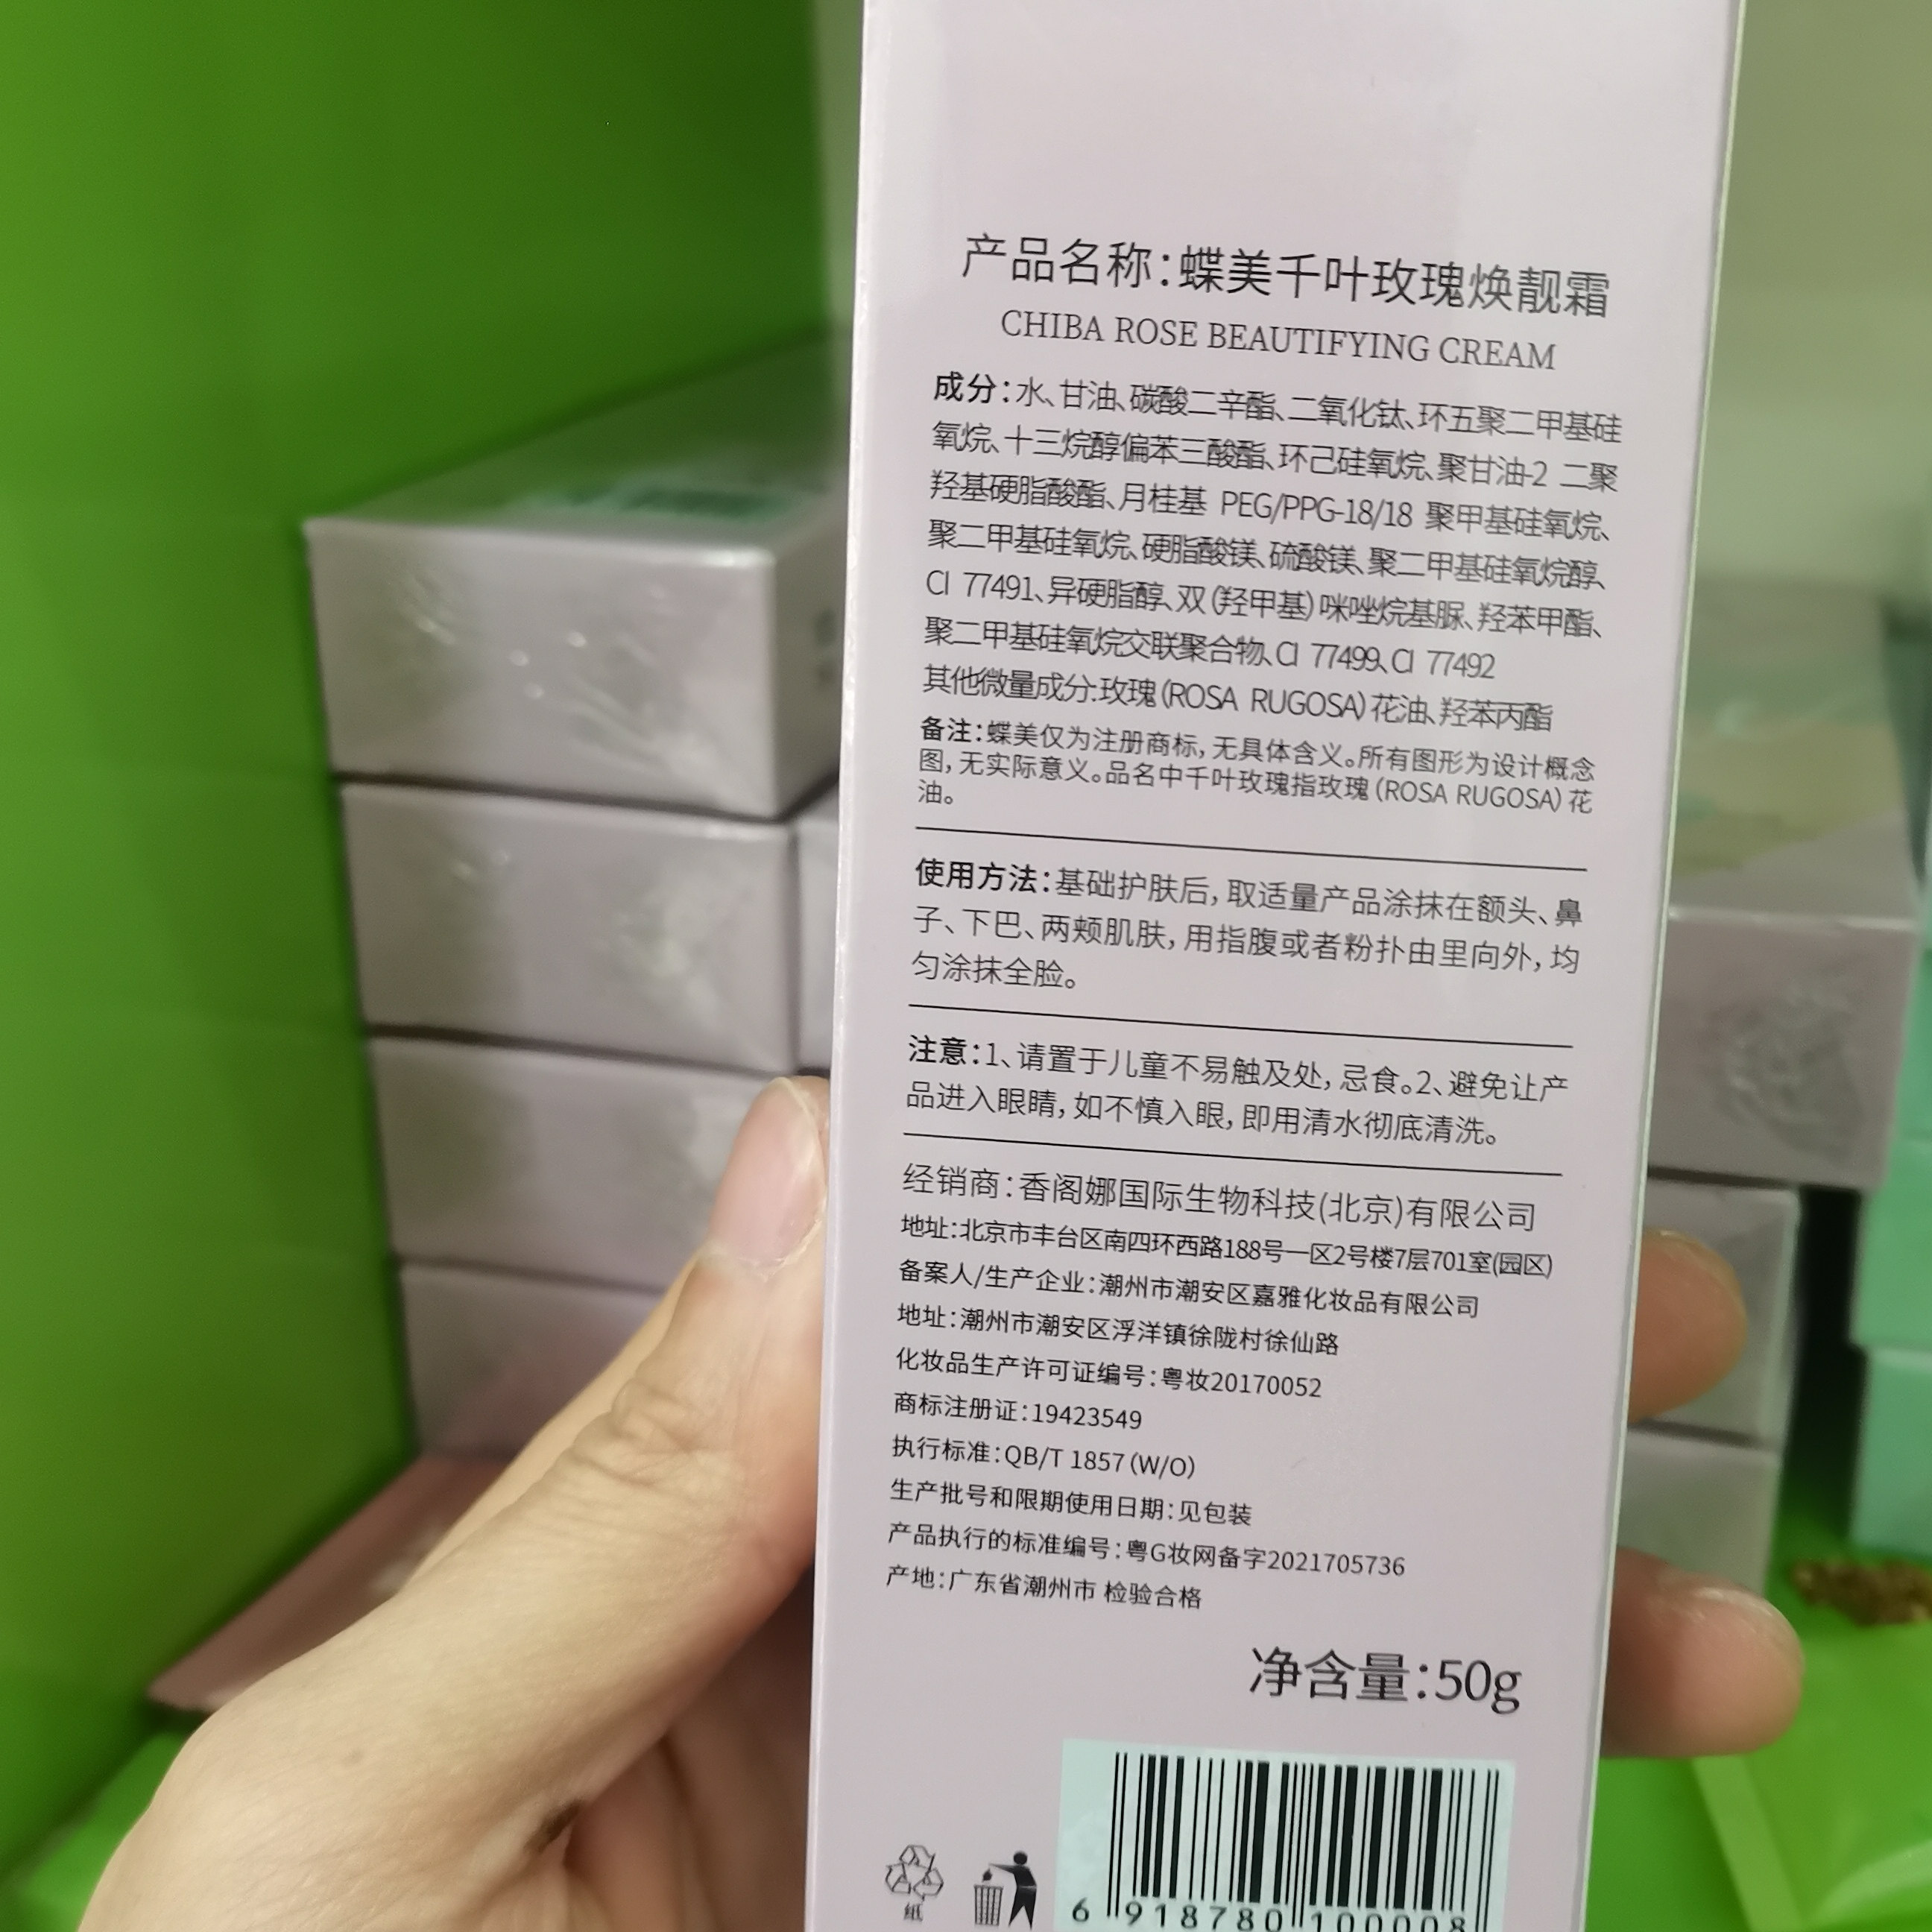 产品名称:蝶美千叶玫瑰焕靓霜
CHIBA ROSE BEAUTIFYING CREAM
成分:水、甘油、碳酸二辛酯、二氧化钛、环五聚二甲基硅
氧烷、十三烷醇偏苯三酸酯、环己硅氧烷、聚甘油-2 二聚
羟基硬脂酸酯、月桂基 PEG/PPG-18/18 聚甲基硅氧烷、
聚二甲基硅氧烷、硬脂酸镁、硫酸镁、聚二甲基硅氧烷醇、
CI 77491、异硬脂醇、双(羟甲基)咪唑烷基脲、羟苯甲酯、
聚二甲基硅氧烷交联聚合物、CI 77499、CI 77492
其他微量成分:玫瑰(ROSA RUGOSA)花油、羟苯丙酯
备注:蝶美仅为注册商标,无具体含义。所有图形为设计概念
图,无实际意义。品名中千叶玫瑰指玫瑰(ROSA RUGOSA)花
油。
使用方法:基础护肤后,取适量产品涂抹在额头、鼻
子、下巴、两颊肌肤,用指腹或者粉扑由里向外,均
匀涂抹全脸。
注意:1、请置于儿童不易触及处,忌食。2、避免让产
品进入眼睛,如不慎入眼,即用清水彻底清洗。
经销商:香阁娜国际生物科技(北京)有限公司
地址:北京市丰台区南四环西路188号一区2号楼7层701室(园区)
备案人/生产企业:潮州市潮安区嘉雅化妆品有限公司
地址:潮州市潮安区浮洋镇徐陇村徐仙路
化妆品生产许可证编号:粤妆20170052
商标注册证:19423549
执行标准:QB/T 1857(W/O)
生产批号和限期使用日期:见包装
产品执行的标准编号:粤G妆网备字2021705736
产地:广东省潮州市 检验合格
净含量:50g
纸
6 918780 100008